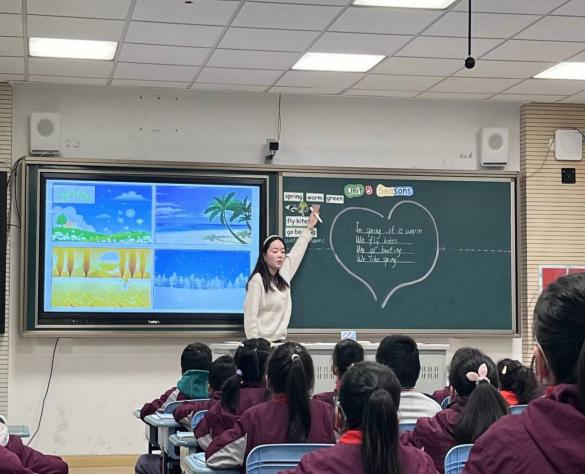 spring
spring warm green
Unit 5 Seasons
fly kites
go boating
In spring, it is warm
We fly kites
We go boating
We like spring